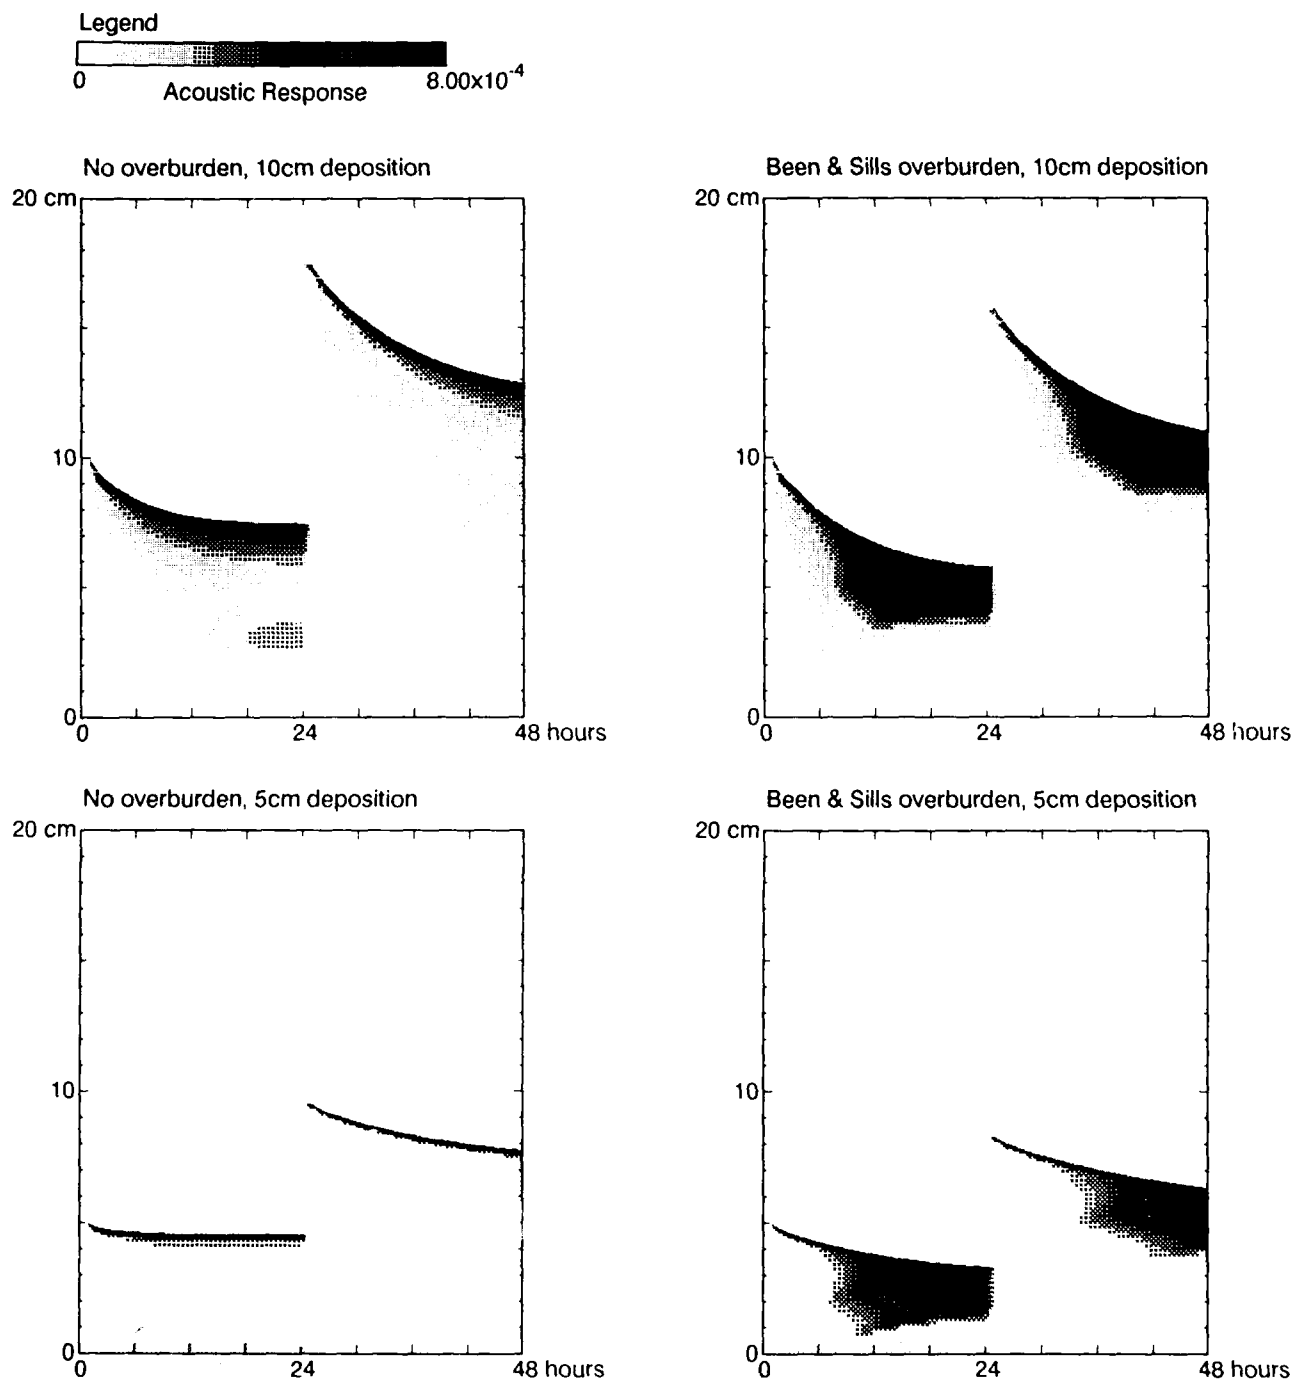 Legend
0 8.00x10⁻⁴
Acoustic Response
No overburden, 10cm deposition
20 cm
10
0
0 24 48 hours
Been & Sills overburden, 10cm deposition
20 cm
10
0
0 24 48 hours
No overburden, 5cm deposition
20 cm
10
0
0 24 48 hours
Been & Sills overburden, 5cm deposition
20 cm
10
0
0 24 48 hours